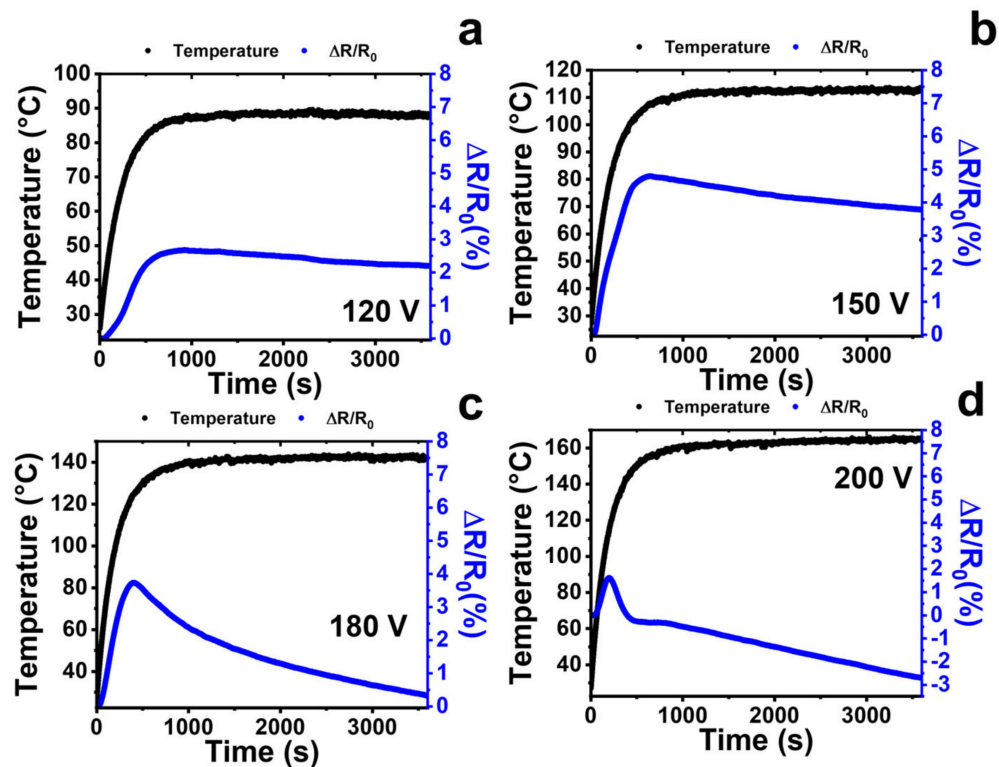 a
Temperature ΔR/R0
Temperature (°C)
100
90
80
70
60
50
40
30
8
7
6
5
4
3
2
1
0
ΔR/R0(%)
120 V
0 1000 2000 3000
Time (s)
b
Temperature ΔR/R0
Temperature (°C)
120
110
100
90
80
70
60
50
40
30
8
7
6
5
4
3
2
1
0
ΔR/R0(%)
150 V
0 1000 2000 3000
Time (s)
c
Temperature ΔR/R0
Temperature (°C)
140
120
100
80
60
40
8
7
6
5
4
3
2
1
0
ΔR/R0(%)
180 V
0 1000 2000 3000
Time (s)
d
Temperature ΔR/R0
Temperature (°C)
160
140
120
100
80
60
40
8
7
6
5
4
3
2
1
0
-1
-2
-3
ΔR/R0(%)
200 V
0 1000 2000 3000
Time (s)